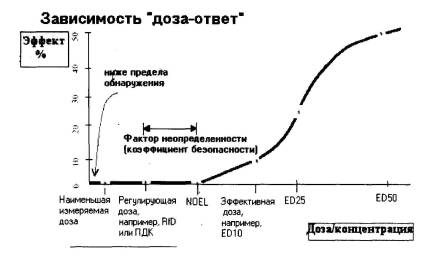 Зависимость "доза-ответ"
Эффект
%
50
40
30
20
10
0
ниже предела
обнаружения
Фактор неопределенности
(коэффициент безопасности)
Наименьшая
измеряемая
доза
Регулирующая
доза,
например, RID
или ПДК
NOEL
Эффективная
доза,
например,
ED10
ED25
ED50
Доза/концентрация